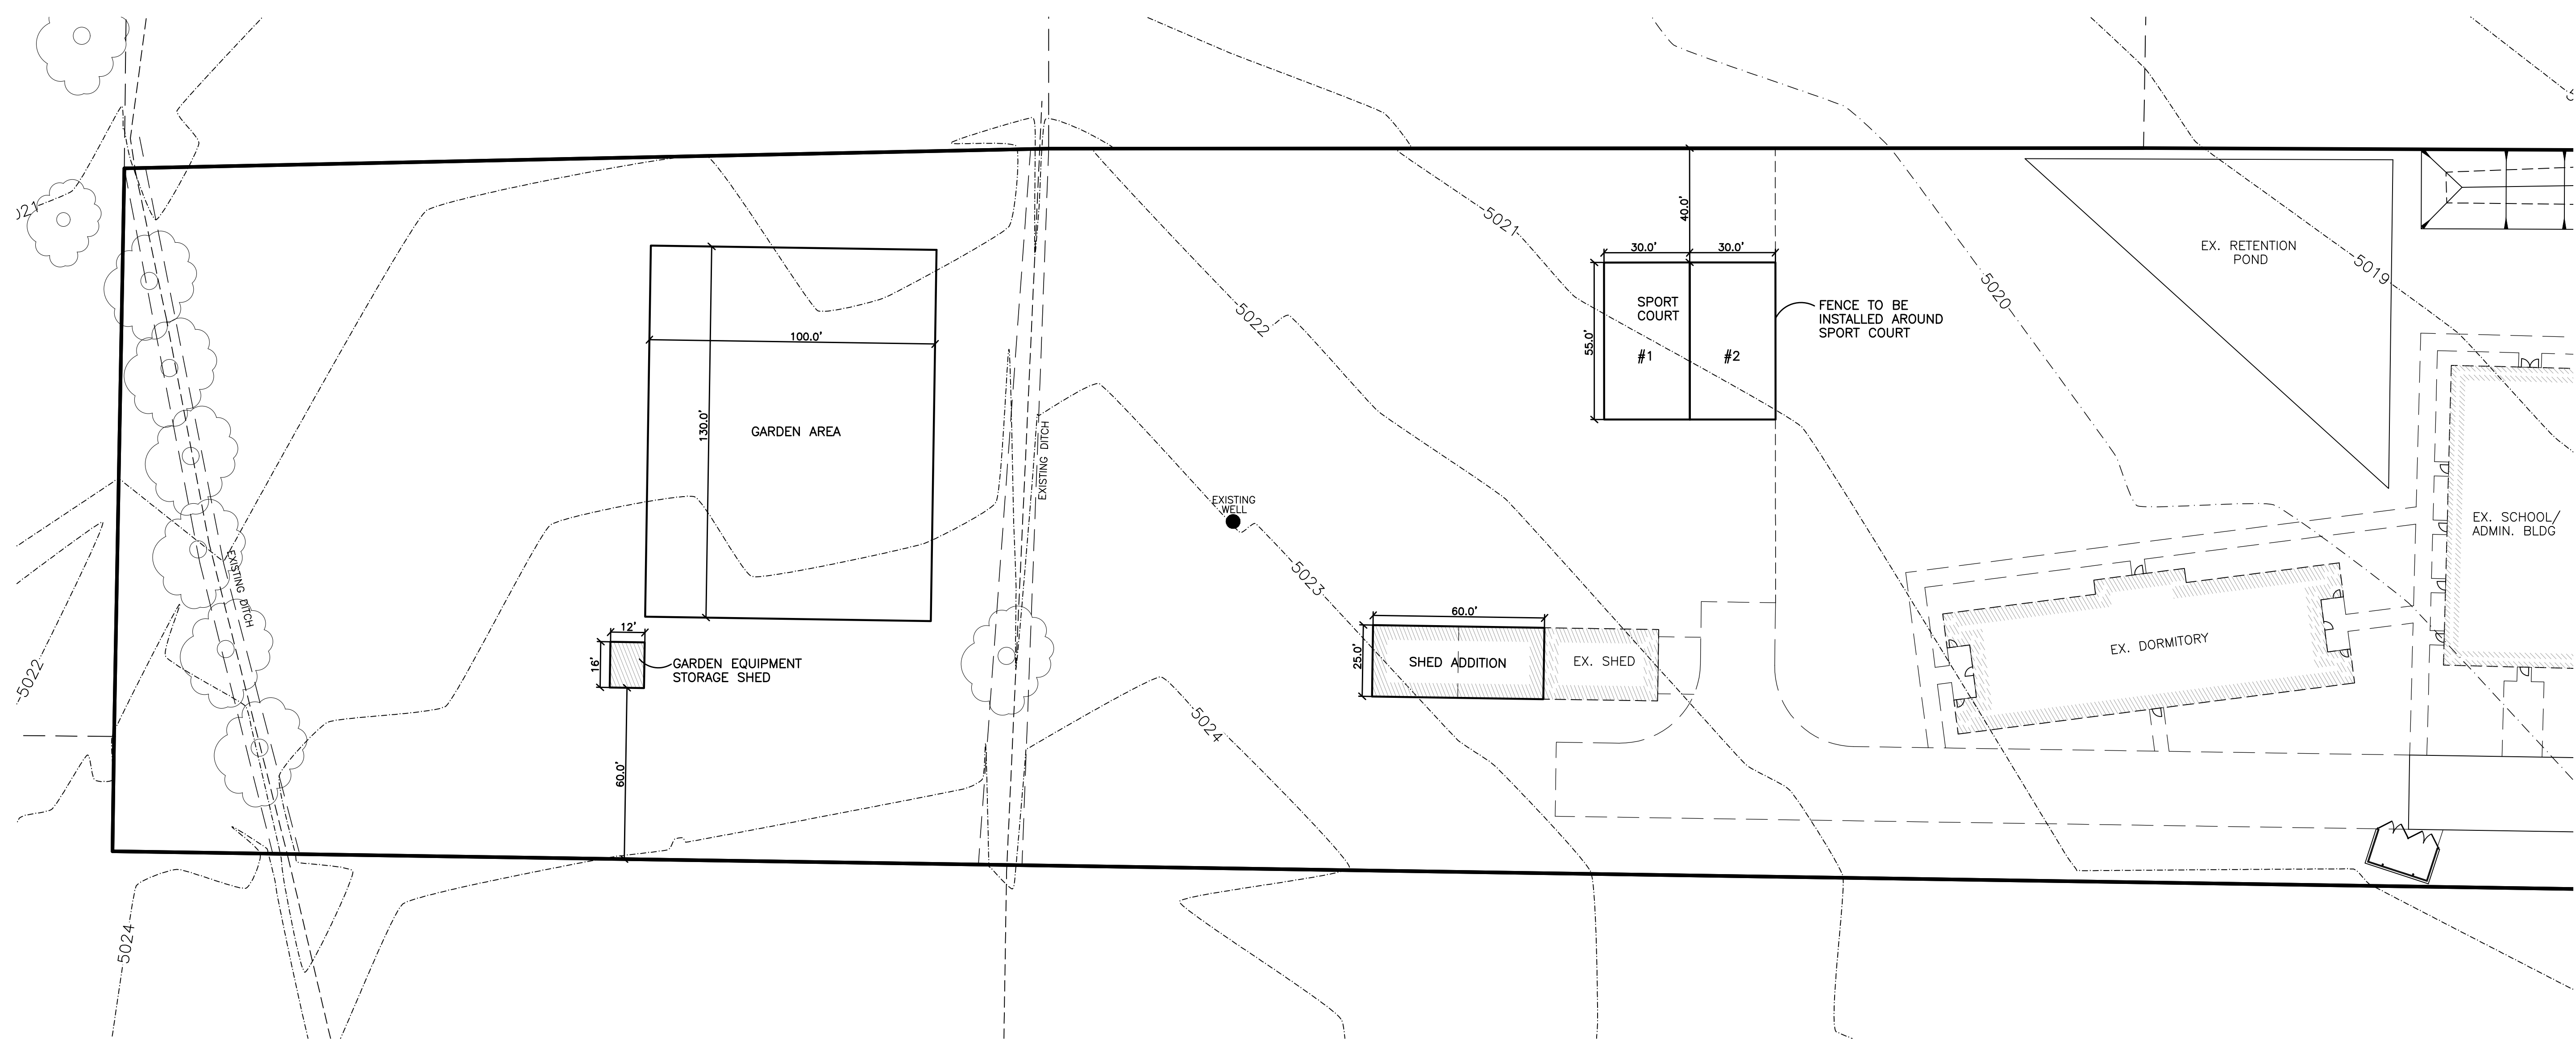 5021
40.0'
30.0'
30.0'
EX. RETENTION
POND
5019
5020
5022
SPORT
COURT
#1
#2
FENCE TO BE
INSTALLED AROUND
SPORT COURT
55.0'
100.0'
130.0'
GARDEN AREA
EXISTING DITCH
EXISTING
WELL
EX. SCHOOL/
ADMIN. BLDG
5023
EXISTING DITCH
12'
16'
GARDEN EQUIPMENT
STORAGE SHED
60.0'
25.0'
SHED ADDITION
EX. SHED
EX. DORMITORY
5022
5024
60.0'
5024